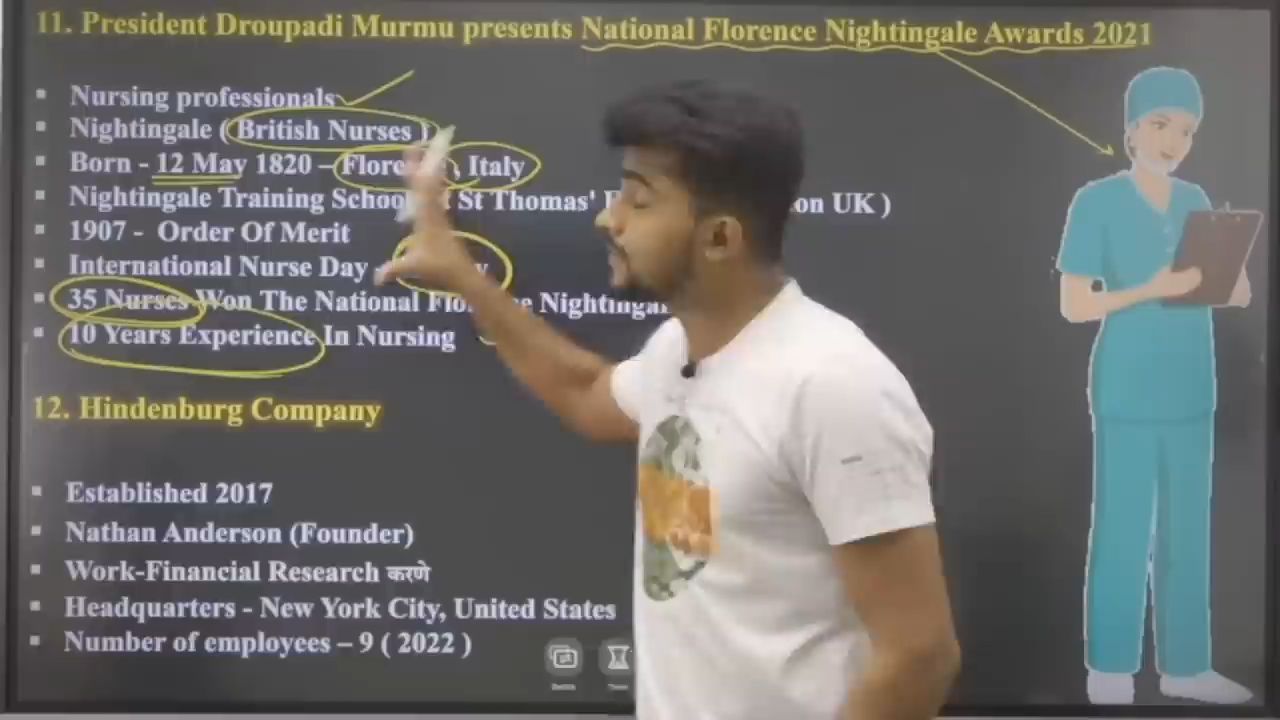 11. President Droupadi Murmu presents National Florence Nightingale Awards 2021
▪ Nursing professionals
▪ Nightingale ( British Nurses )
▪ Born - 12 May 1820 – , Italy
▪ Nightingale Training St Thomas' UK )
▪ 1907 - Order Of Merit
▪ International Nurse Day
▪ 35 Nurses Won The National
▪ 10 Years Experience In Nursing
12. Hindenburg Company
▪ Established 2017
▪ Nathan Anderson (Founder)
▪ Work-Financial Research करणे
▪ Headquarters - New York City, United States
▪ Number of employees – 9 ( 2022 )